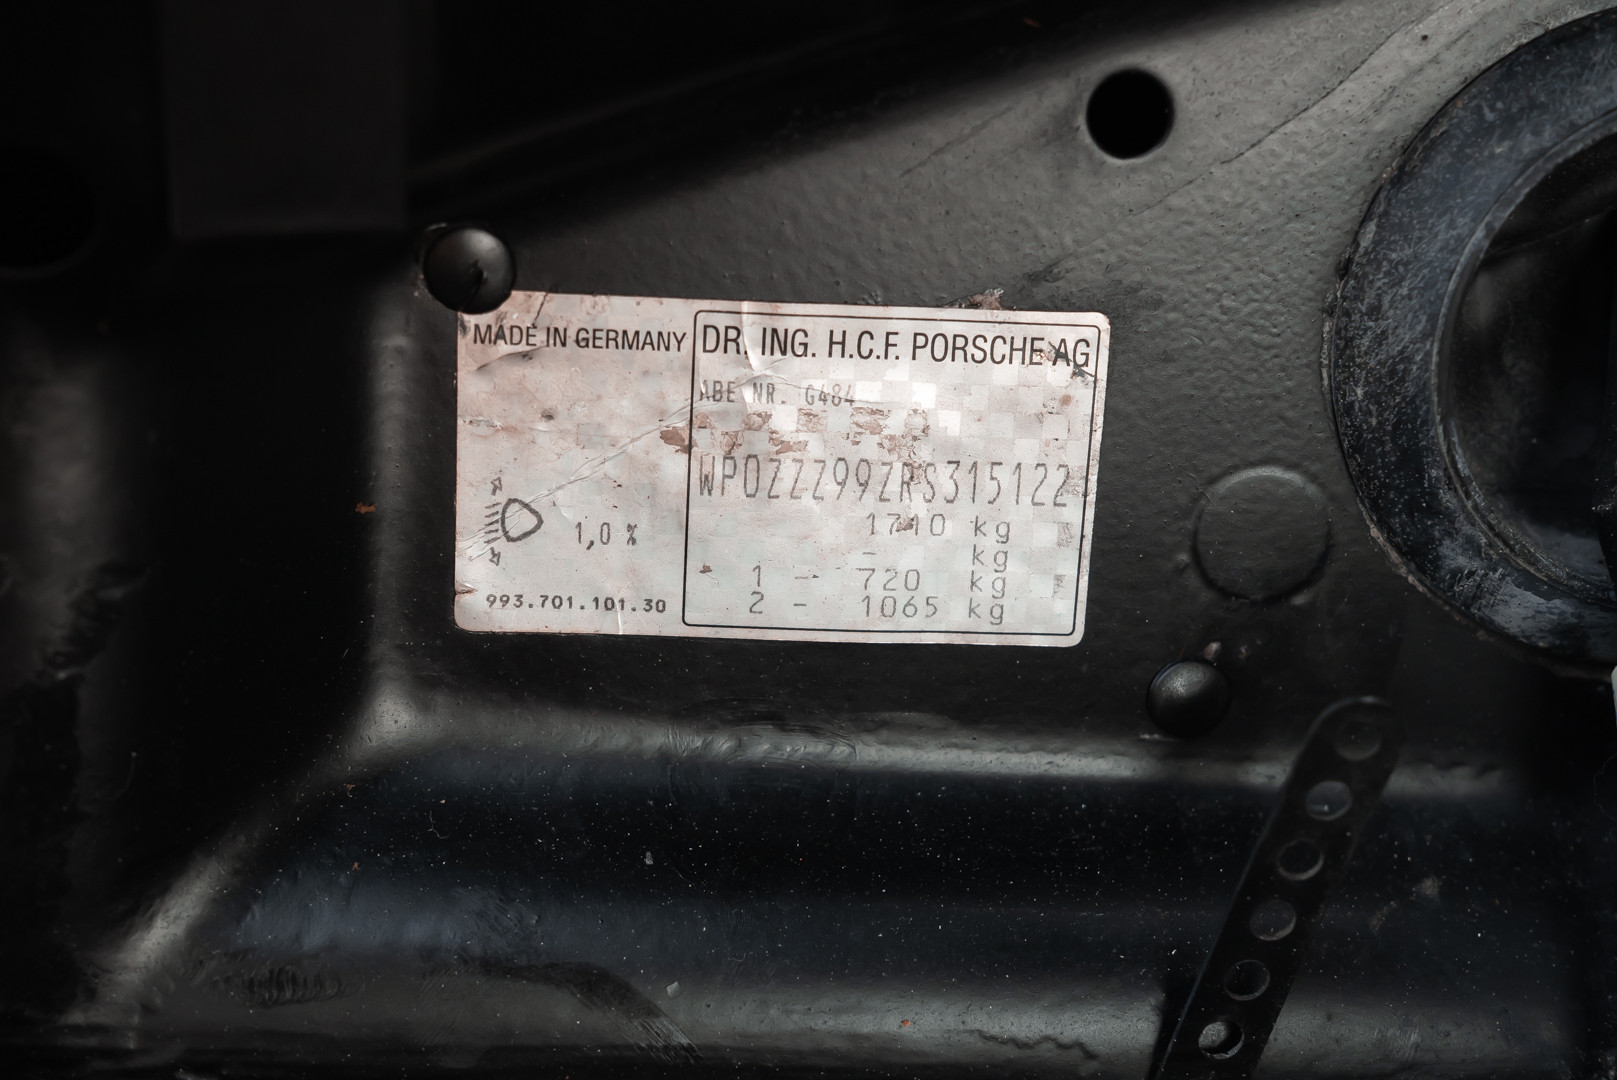 MADE IN GERMANY
DR. ING. H.C.F. PORSCHE AG
ABE NR. G484
WP0ZZZ99ZRS315122
1710 kg
- kg
1 - 720 kg
2 - 1065 kg
1,0 %
993.701.101.30